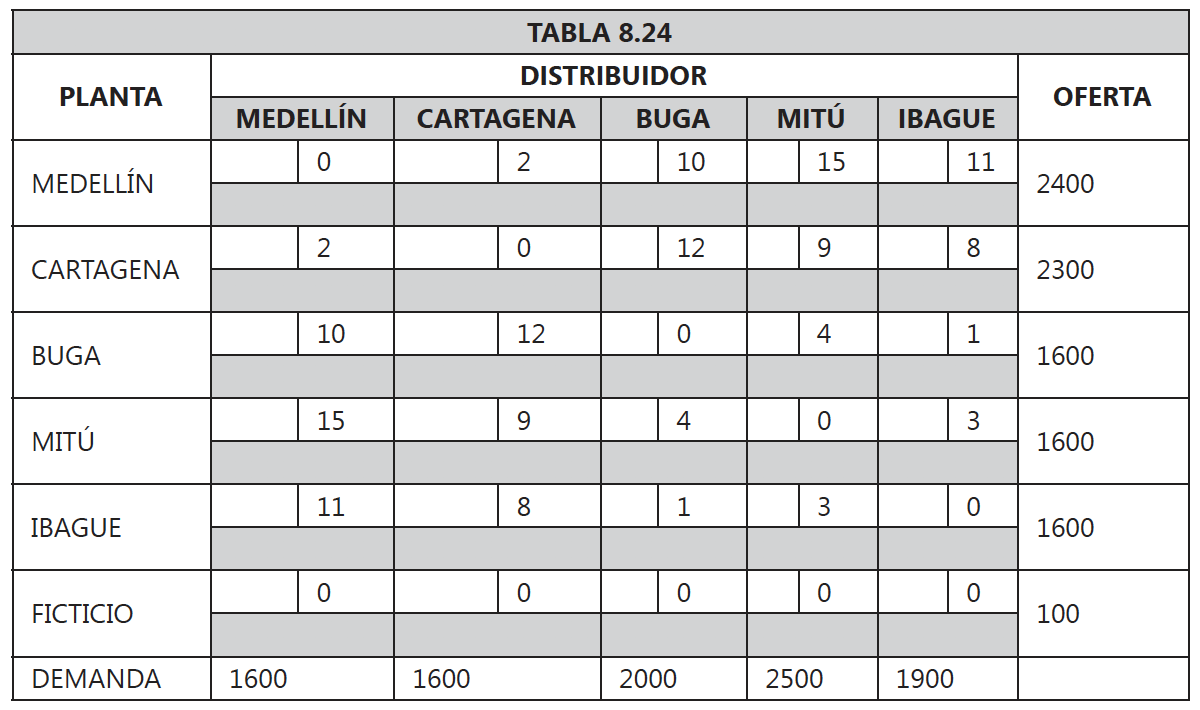 TABLA 8.24
PLANTA DISTRIBUIDOR OFERTA
MEDELLÍN CARTAGENA BUGA MITÚ IBAGUE
MEDELLÍN 0 2 10 15 11 2400
CARTAGENA 2 0 12 9 8 2300
BUGA 10 12 0 4 1 1600
MITÚ 15 9 4 0 3 1600
IBAGUE 11 8 1 3 0 1600
FICTICIO 0 0 0 0 0 100
DEMANDA 1600 1600 2000 2500 1900